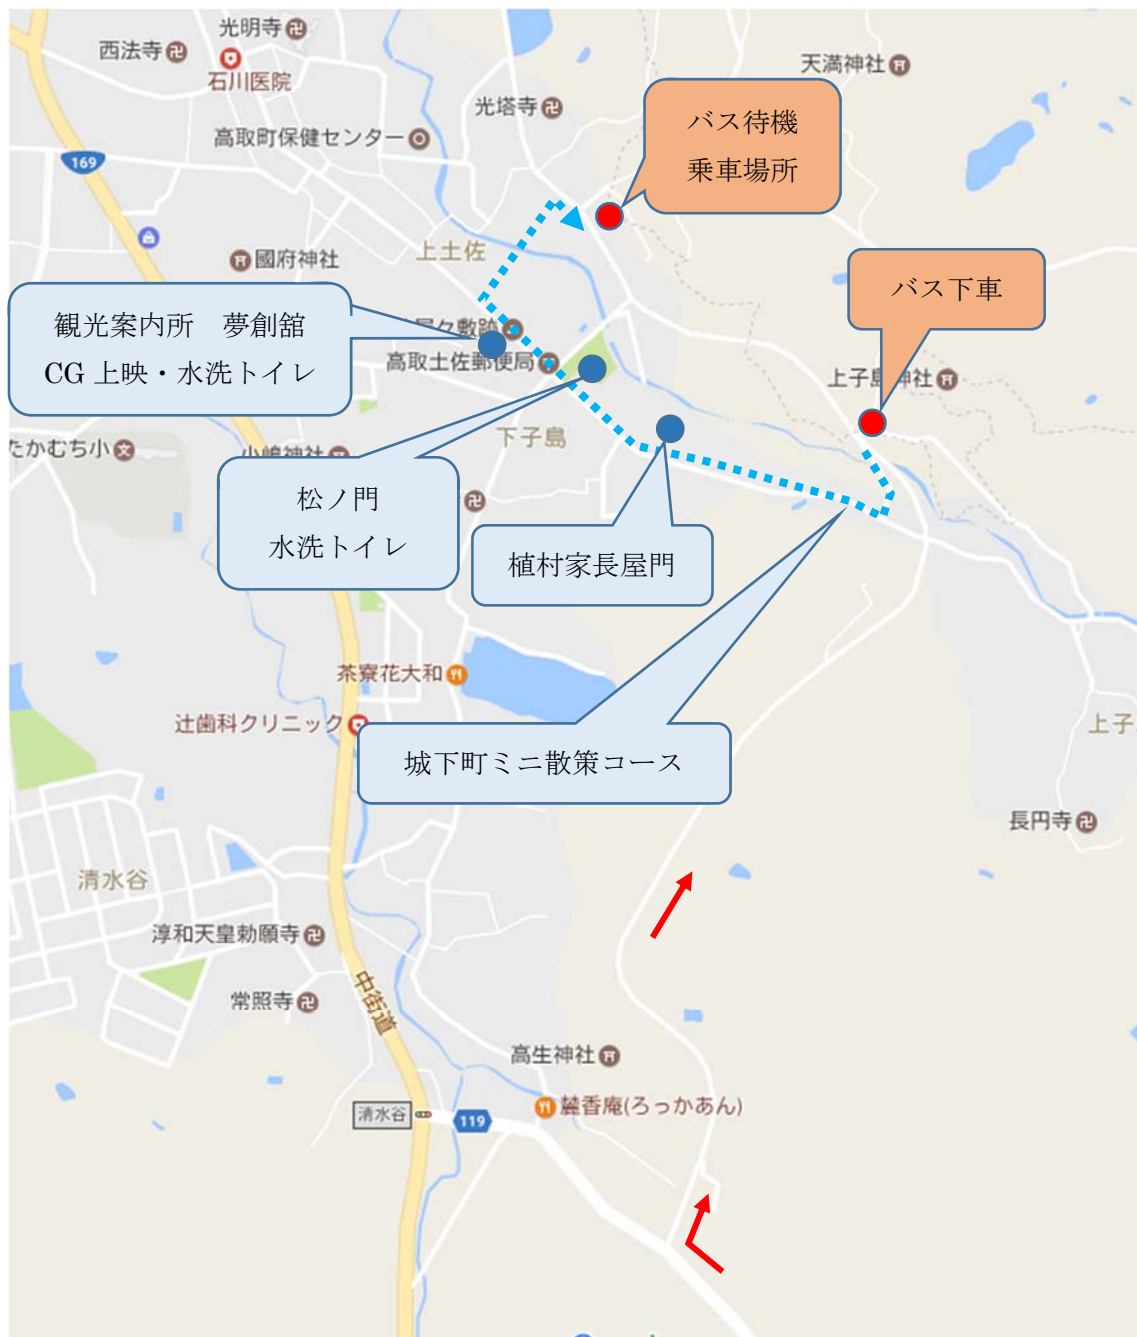 光明寺
西法寺
石川医院
天満神社
光塔寺
バス待機
乗車場所
高取町保健センター
169
上土佐
國府神社
バス下車
観光案内所　夢創舘
CG 上映・水洗トイレ
屋敷跡
高取土佐郵便局
上子島神社
たかむち小
小嶋神社
下子島
松ノ門
水洗トイレ
植村家長屋門
茶寮花大和
辻歯科クリニック
上子
城下町ミニ散策コース
長円寺
清水谷
淳和天皇勅願寺
常照寺
中街道
高生神社
麓香庵(ろっかあん)
清水谷
119